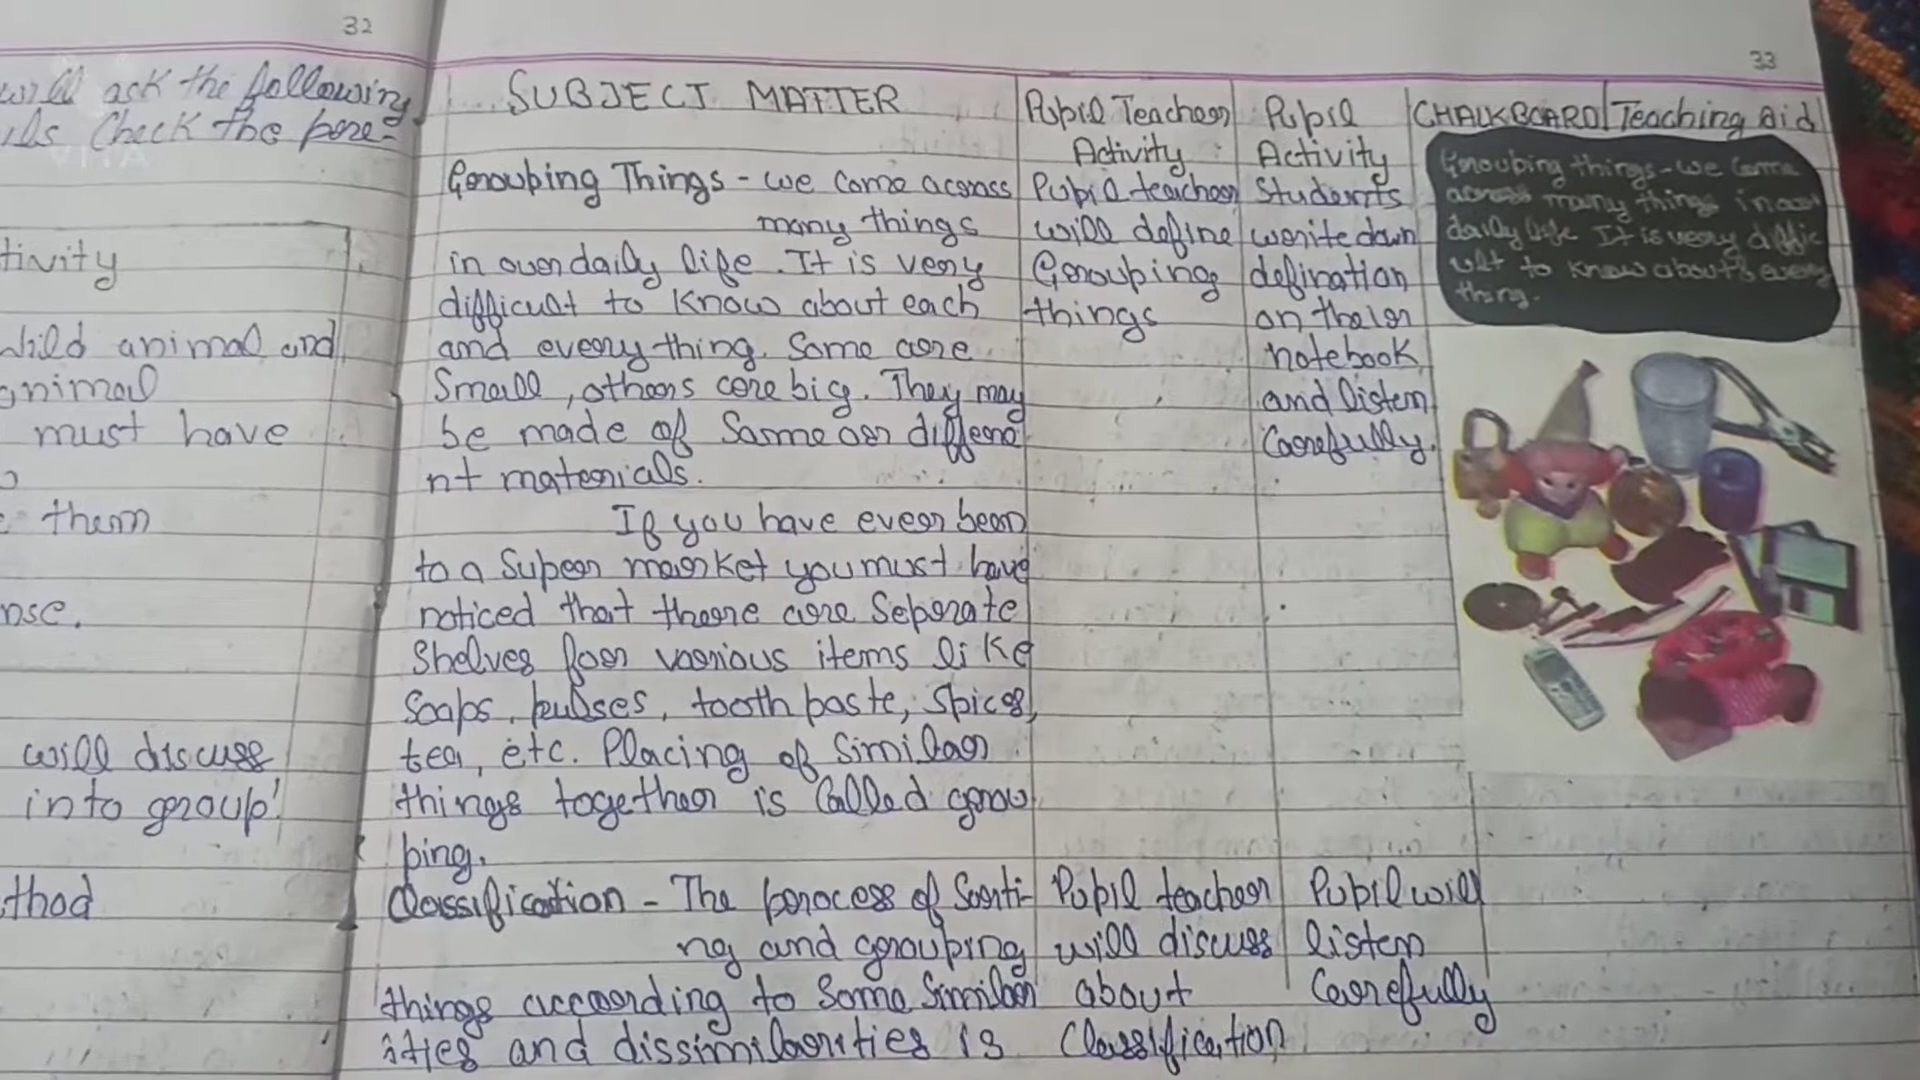 32
will ask the following
ils Check the pre-
VITA
tivity
Wild animal and
animal
must have
them
nse.
will discuss
into group!
thod
33
SUBJECT MATTER
Grouping Things - we come across
many things
in our daily life. It is very
difficult to know about each
and every thing. Some are
Small, others are big. They may
be made of Same or differe
nt materials.
If you have ever been
to a Super market you must have
noticed that there are Seperate
Shelves for various items like
Soaps, pulses, tooth paste, spices,
tea, etc. Placing of Similar
things together is Called grou
ping.
Classification - The process of Sorti-
ng and grouping
things according to Some Similar
ities and dissimilarities is
Pupil Teacher
Activity
Pupil teacher
will define
Grouping
things
Pupil teacher
will discuss
about
Classification
Pupil
Activity
Students
write down
defination
on their
notebook
and listen
Carefully.
Pupil will
listen
Carefully
CHALKBOARD Teaching Aid
Grouping things - we Come
across many things in our
daily life It is very diffic
ult to know about every
thing.